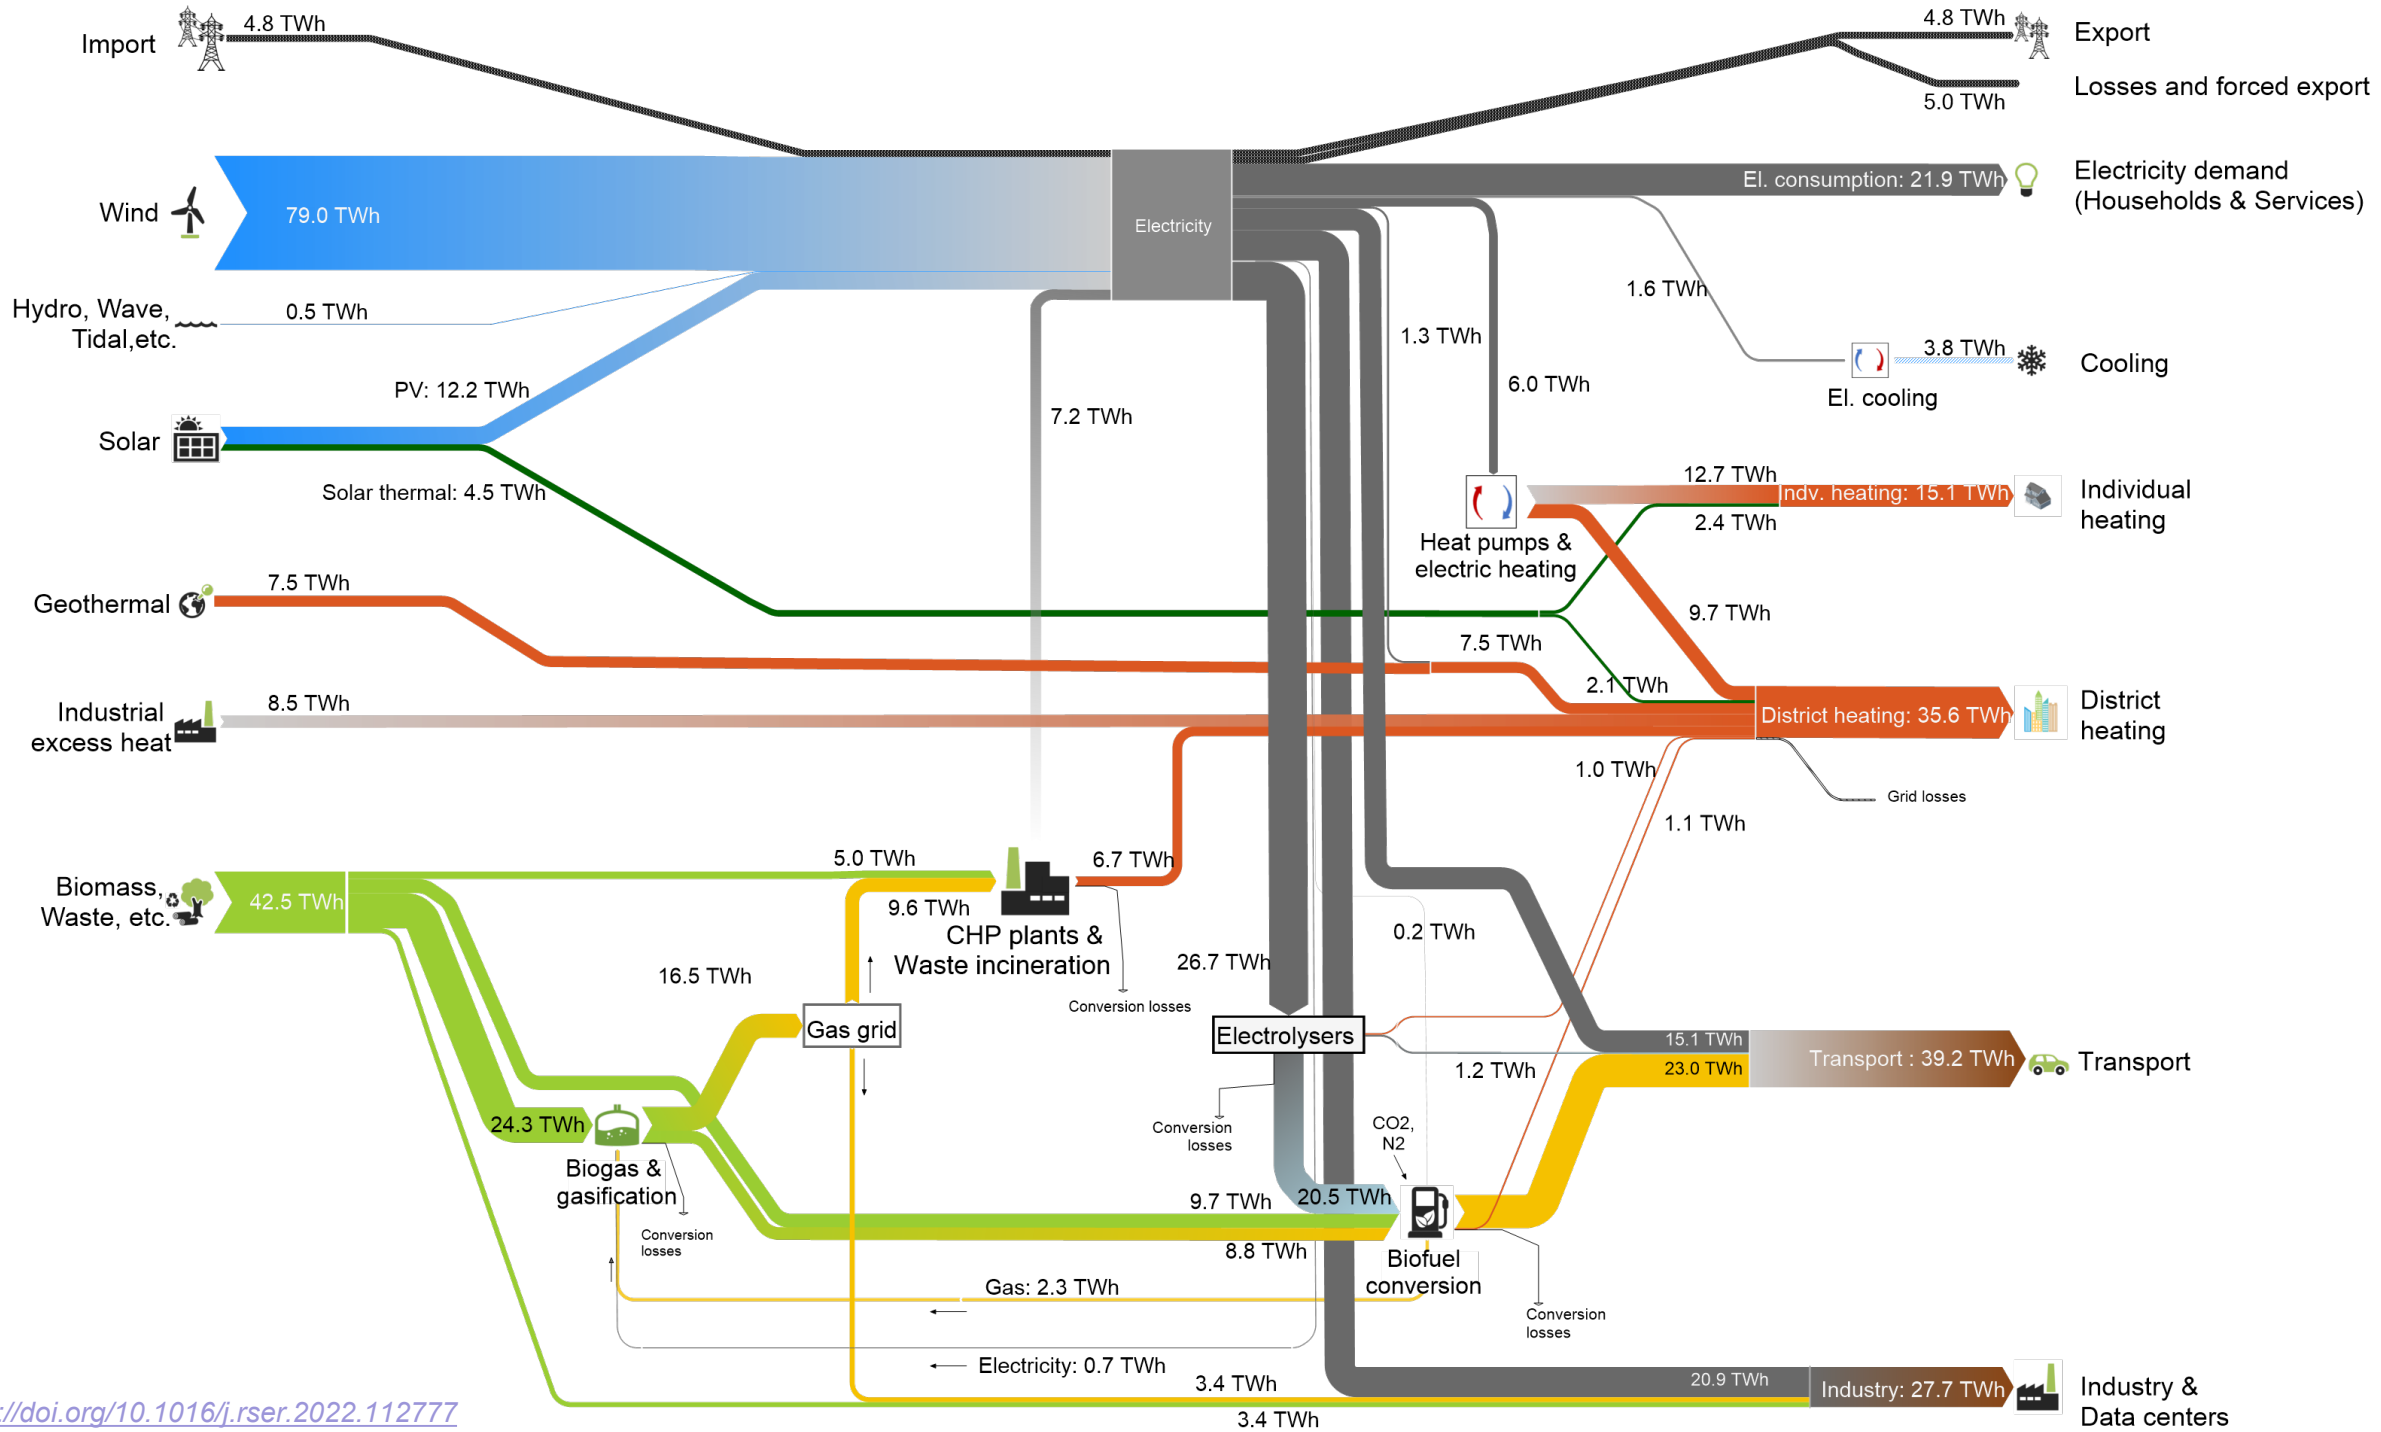 4.8 TWh
Import
4.8 TWh
Export
Losses and forced export
5.0 TWh
Wind
79.0 TWh
Electricity
El. consumption: 21.9 TWh
Electricity demand
(Households & Services)
Hydro, Wave,
Tidal,etc.
0.5 TWh
1.6 TWh
1.3 TWh
6.0 TWh
3.8 TWh
Cooling
El. cooling
PV: 12.2 TWh
7.2 TWh
Solar
Solar thermal: 4.5 TWh
12.7 TWh
Indv. heating: 15.1 TWh
2.4 TWh
Individual
heating
Heat pumps &
electric heating
Geothermal
7.5 TWh
9.7 TWh
7.5 TWh
2.1 TWh
Industrial
excess heat
8.5 TWh
District heating: 35.6 TWh
District
heating
1.0 TWh
1.1 TWh
Grid losses
Biomass,
Waste, etc.
42.5 TWh
5.0 TWh
9.6 TWh
6.7 TWh
CHP plants &
Waste incineration
Conversion losses
16.5 TWh
26.7 TWh
0.2 TWh
Gas grid
Electrolysers
1.2 TWh
15.1 TWh
23.0 TWh
Transport : 39.2 TWh
Transport
24.3 TWh
Biogas &
gasification
Conversion
losses
Conversion
losses
CO2,
N2
9.7 TWh
20.5 TWh
8.8 TWh
Biofuel
conversion
Conversion
losses
Gas: 2.3 TWh
Electricity: 0.7 TWh
3.4 TWh
3.4 TWh
20.9 TWh
Industry: 27.7 TWh
Industry &
Data centers
://doi.org/10.1016/j.rser.2022.112777